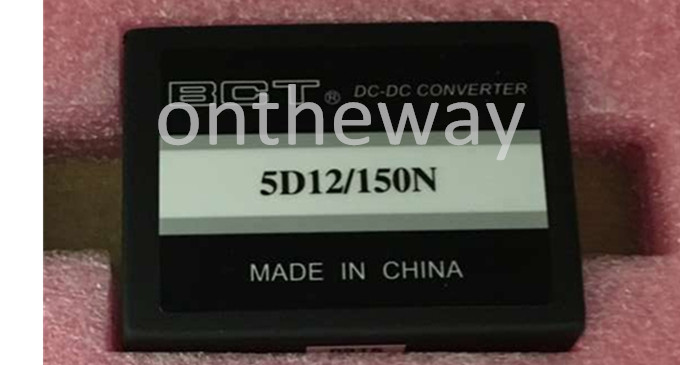 BCT® DC-DC CONVERTER
ontheway
5D12/150N
MADE IN CHINA